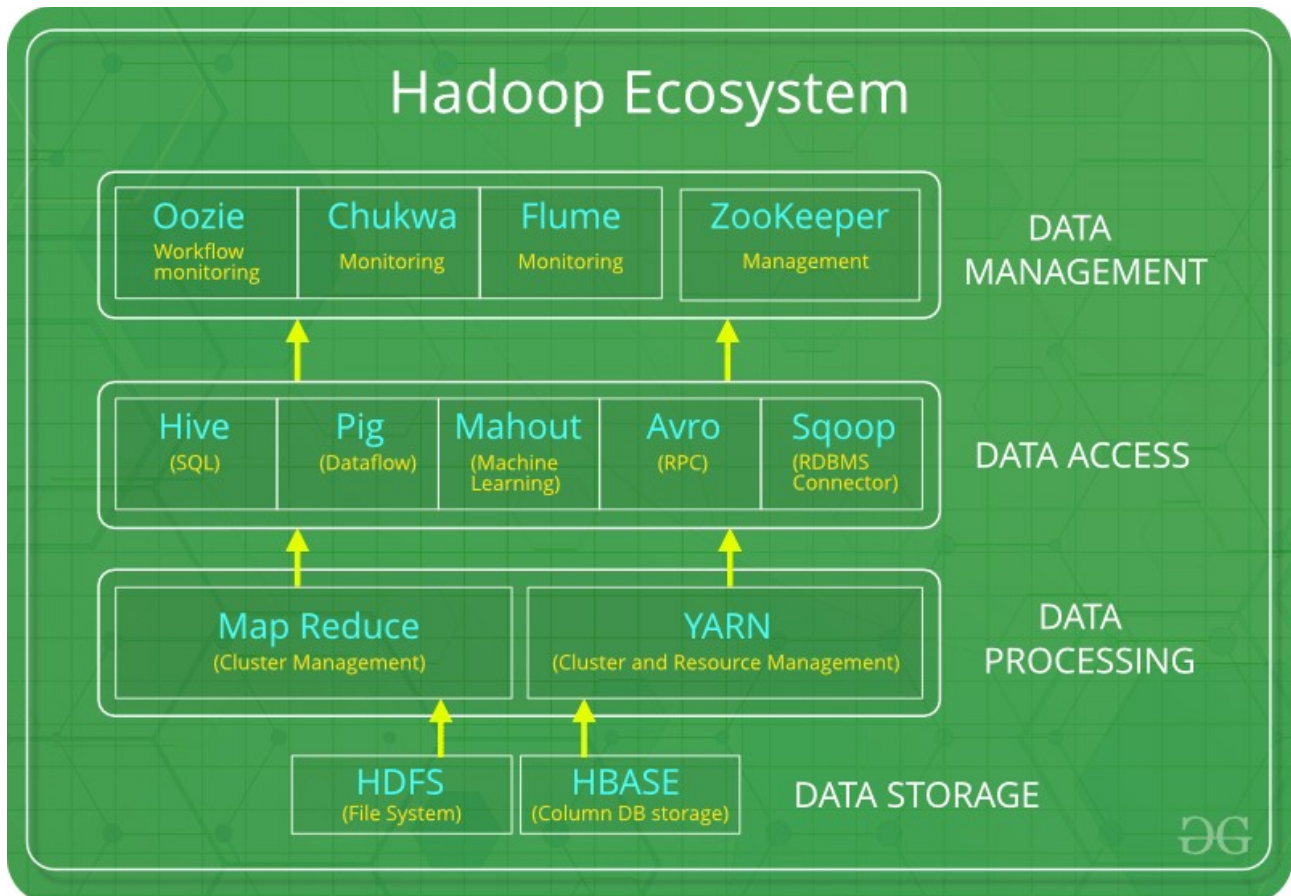 Hadoop Ecosystem
Oozie
Workflow
monitoring
Chukwa
Monitoring
Flume
Monitoring
ZooKeeper
Management
DATA
MANAGEMENT
Hive
(SQL)
Pig
(Dataflow)
Mahout
(Machine
Learning)
Avro
(RPC)
Sqoop
(RDBMS
Connector)
DATA ACCESS
Map Reduce
(Cluster Management)
YARN
(Cluster and Resource Management)
DATA
PROCESSING
HDFS
(File System)
HBASE
(Column DB storage)
DATA STORAGE